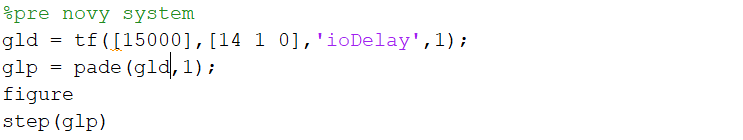 %pre novy system
gld = tf([15000],[14 1 0],'ioDelay',1);
glp = pade(gld,1);
figure
step(glp)